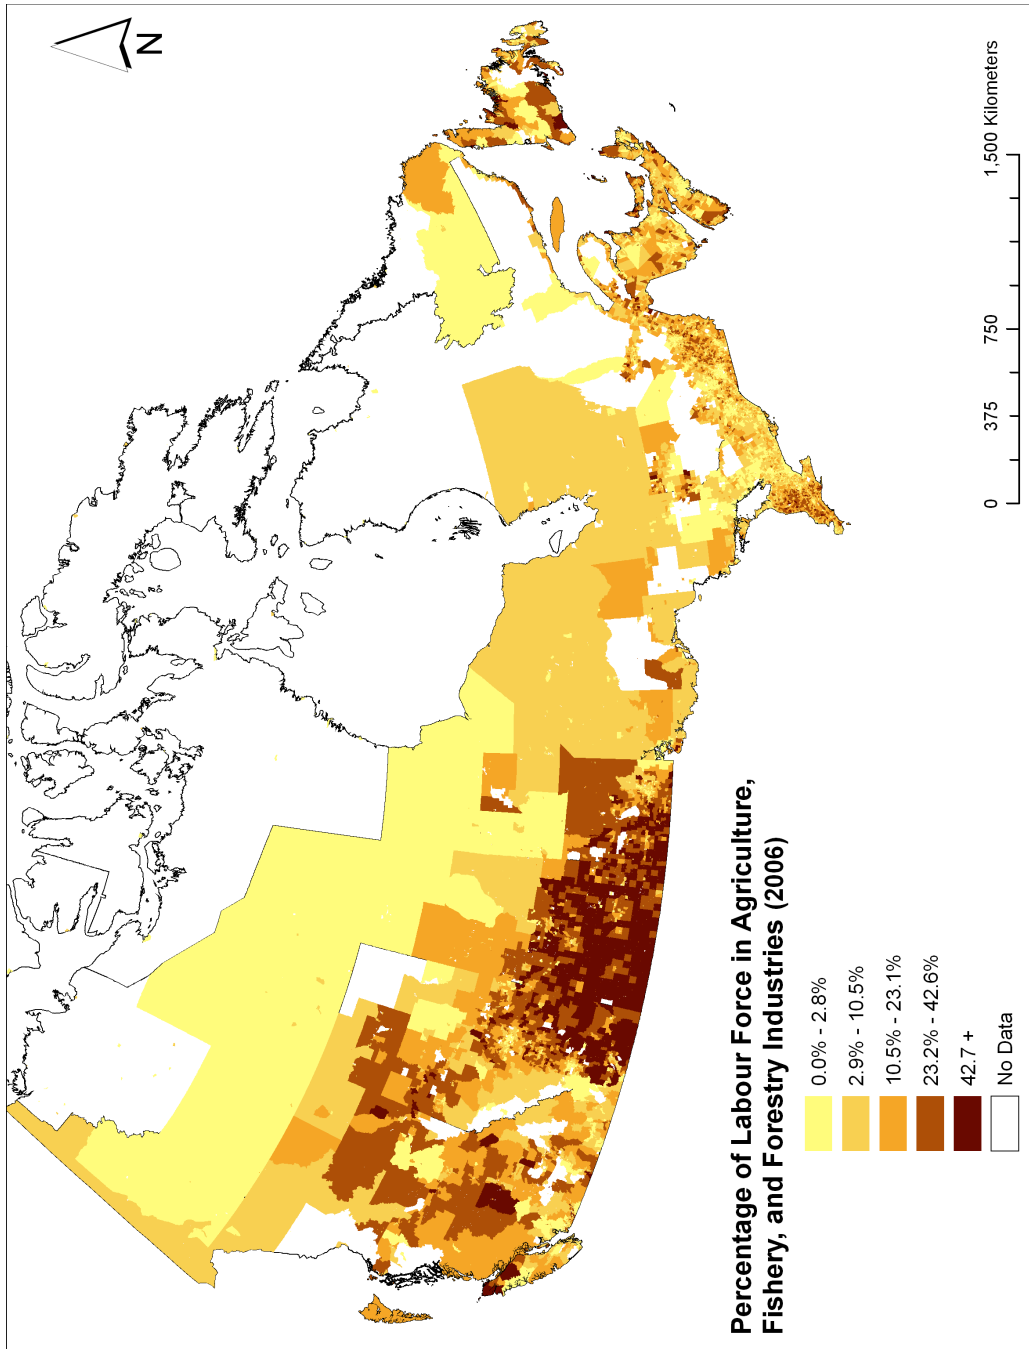 N
Percentage of Labour Force in Agriculture,
Fishery, and Forestry Industries (2006)
0.0% - 2.8%
2.9% - 10.5%
10.5% - 23.1%
23.2% - 42.6%
42.7 +
No Data
0 375 750 1,500 Kilometers